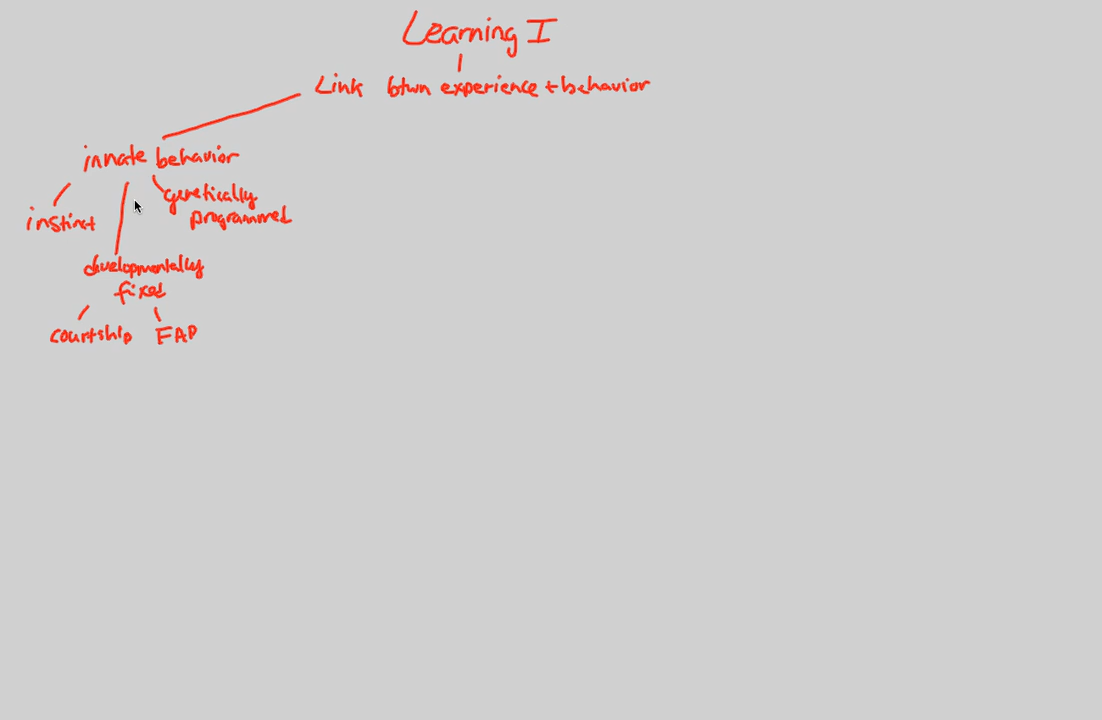 Learning I
Link btwn experience + behavior
innate behavior
genetically
programmed
instinct
developmentally
fixed
courtship FAP